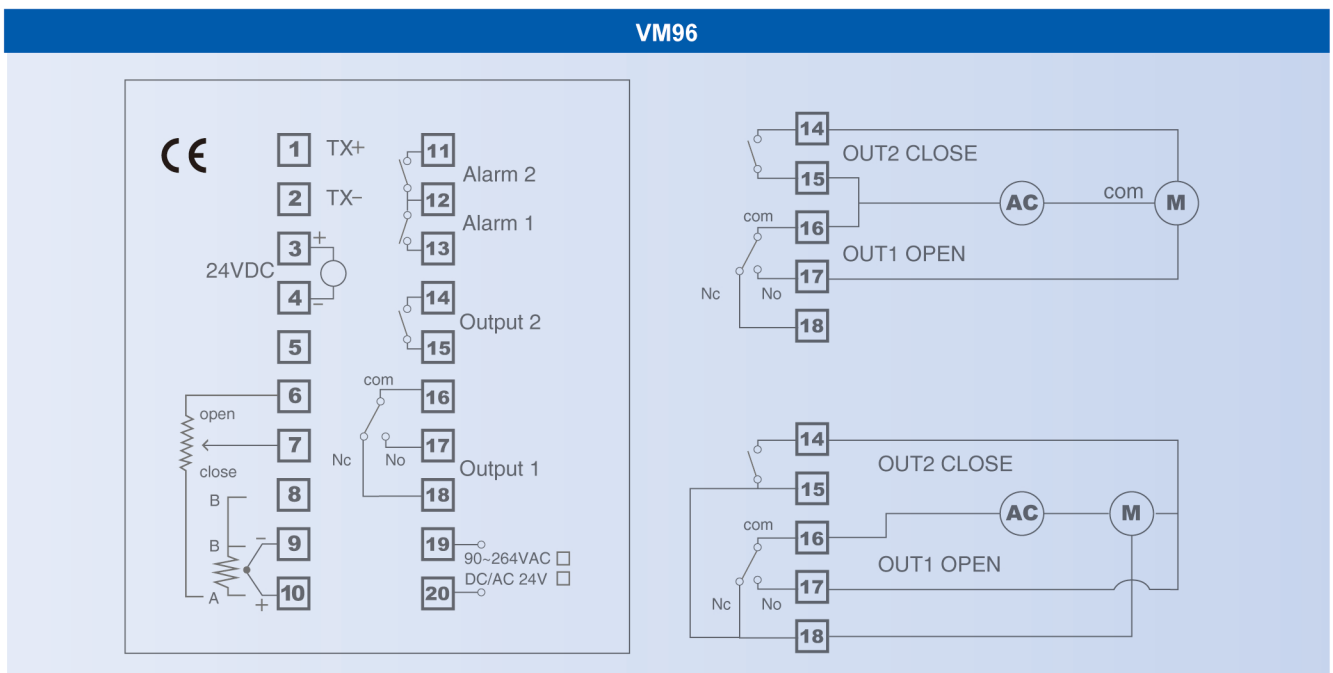 VM96
CE
1 TX+
2 TX−
3 +
24VDC
4 −
5
6
open
7
close
8
B
9 −
B
10 +
A
11
Alarm 2
12
Alarm 1
13
14
Output 2
15
com
16
17
Nc No
Output 1
18
19
90~264VAC □
DC/AC 24V □
20
14
OUT2 CLOSE
15
AC com M
com
16
OUT1 OPEN
17
Nc No
18
14
OUT2 CLOSE
15
AC M
com
16
OUT1 OPEN
17
Nc No
18